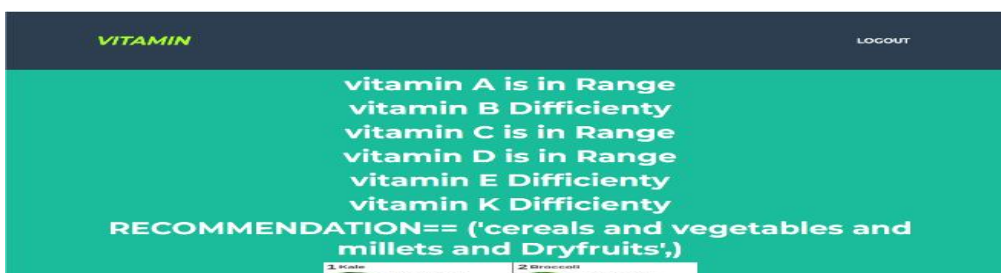 VITAMIN
LOGOUT
vitamin A is in Range
vitamin B Difficienty
vitamin C is in Range
vitamin D is in Range
vitamin E Difficienty
vitamin K Difficienty
RECOMMENDATION== ('cereals and vegetables and
millets and Dryfruits',)
1 Kale
2 Broccoli